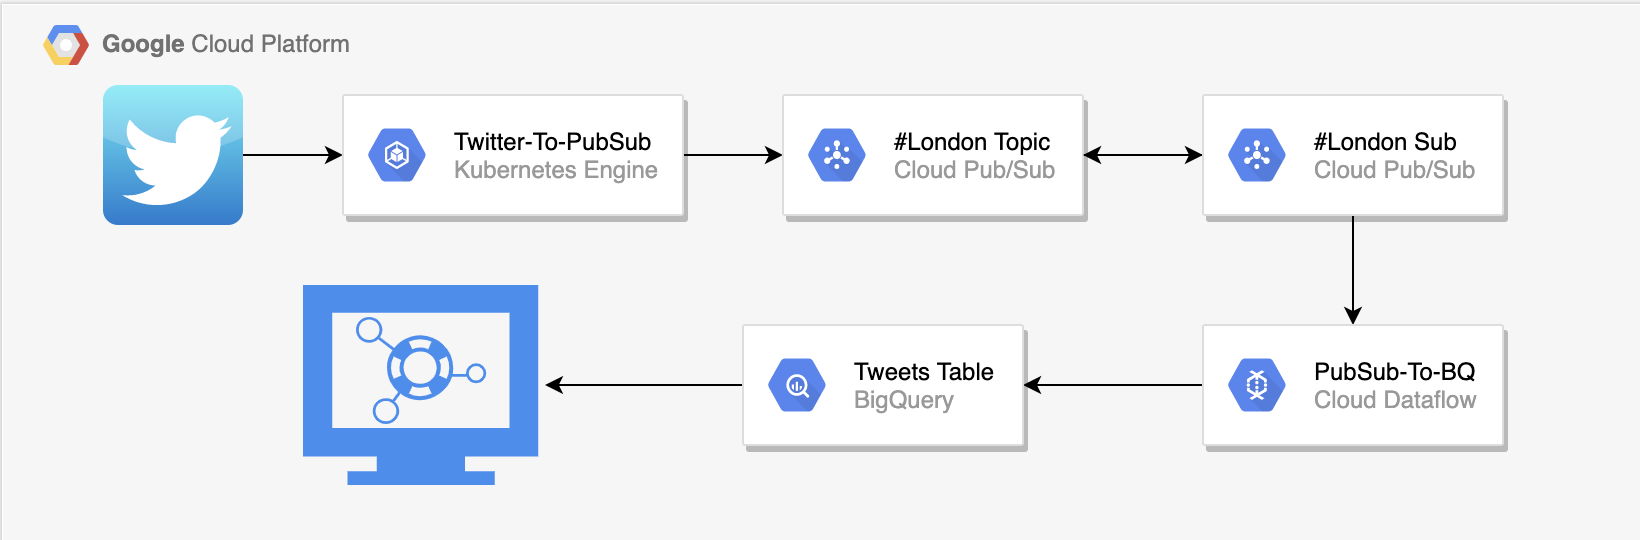 Google Cloud Platform
Twitter-To-PubSub
Kubernetes Engine
#London Topic
Cloud Pub/Sub
#London Sub
Cloud Pub/Sub
Tweets Table
BigQuery
PubSub-To-BQ
Cloud Dataflow